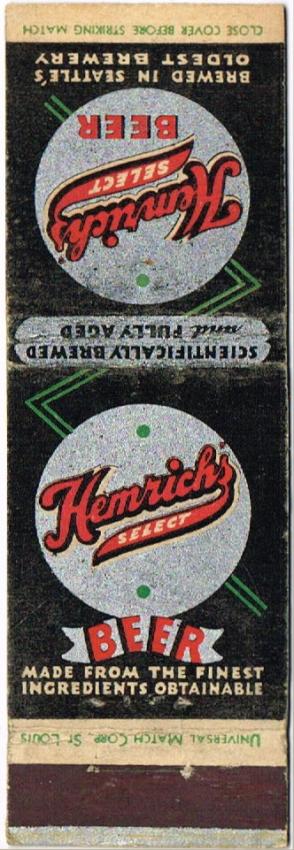 CLOSE COVER BEFORE STRIKING MATCH
BREWED IN SEATTLE'S
OLDEST BREWERY
BEER
Hemrich's
SELECT
SCIENTIFICALLY BREWED
and FULLY AGED
Hemrich's
SELECT
BEER
MADE FROM THE FINEST
INGREDIENTS OBTAINABLE
UNIVERSAL MATCH CORP., ST. LOUIS